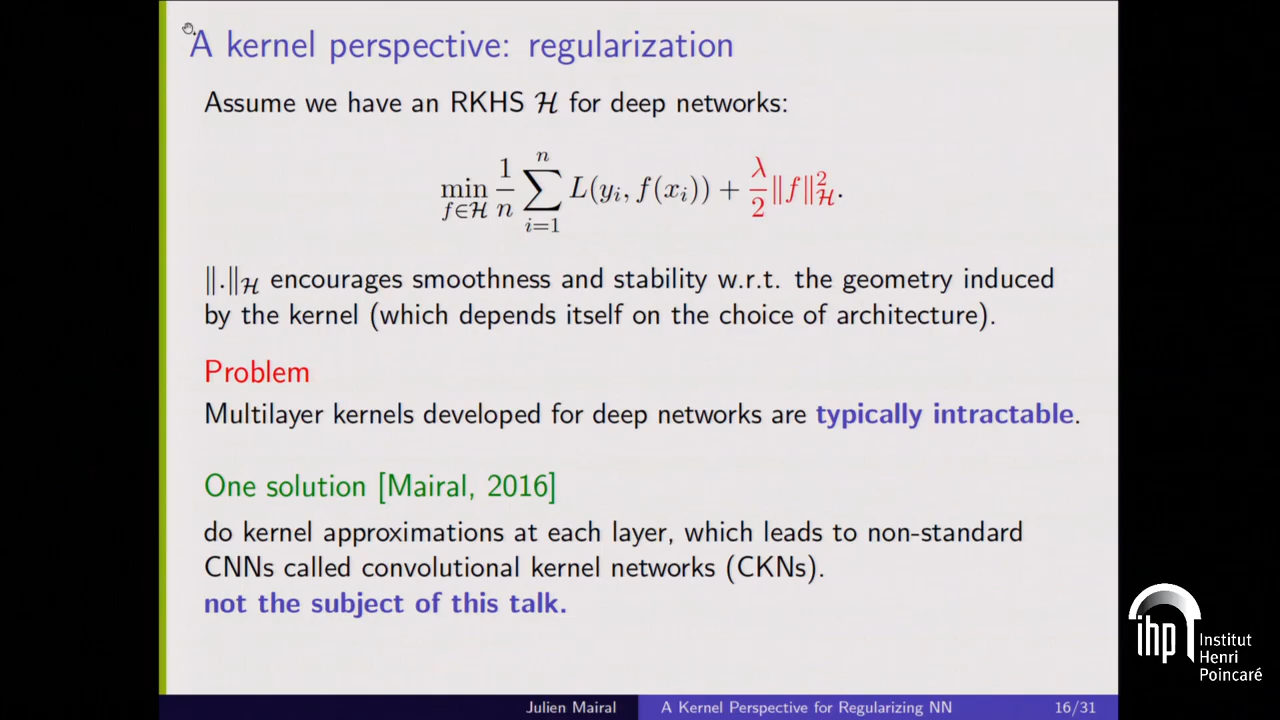 A kernel perspective: regularization
Assume we have an RKHS ℋ for deep networks:
min_{f∈ℋ} \frac{1}{n} \sum_{i=1}^{n} L(y_i, f(x_i)) + \frac{λ}{2} ‖f‖²_ℋ.
‖.‖_ℋ encourages smoothness and stability w.r.t. the geometry induced
by the kernel (which depends itself on the choice of architecture).
Problem
Multilayer kernels developed for deep networks are typically intractable.
One solution [Mairal, 2016]
do kernel approximations at each layer, which leads to non-standard
CNNs called convolutional kernel networks (CKNs).
not the subject of this talk.
Julien Mairal A Kernel Perspective for Regularizing NN 16/31
ihp Institut
Henri
Poincaré